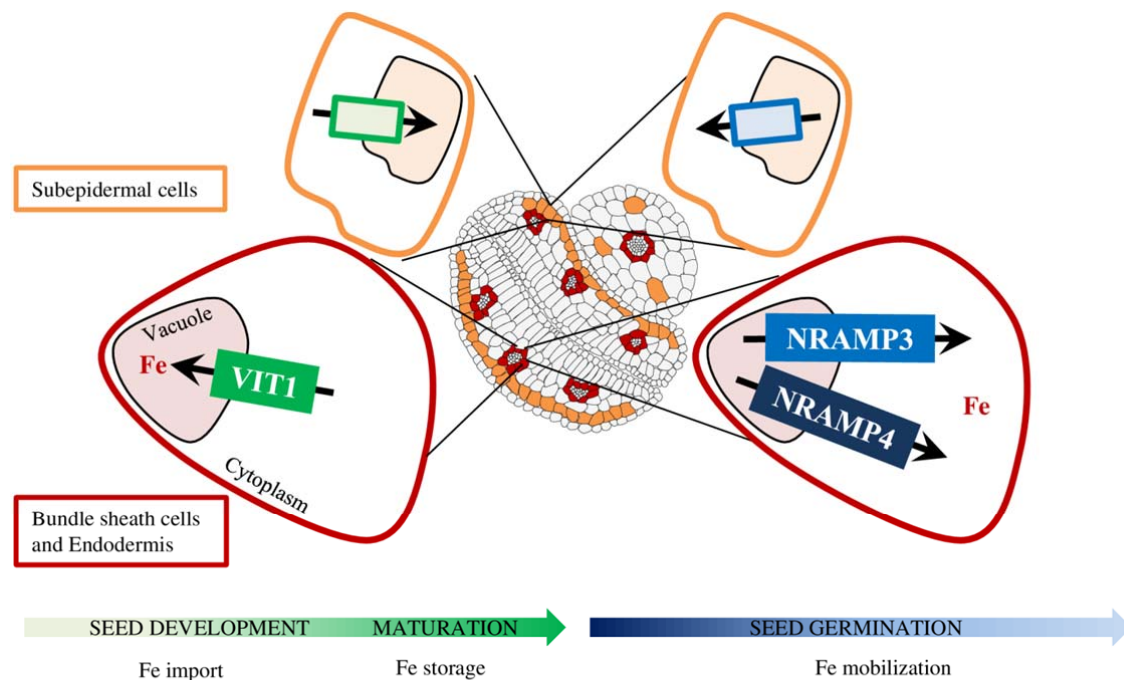 Subepidermal cells
Vacuole
Fe
VIT1
Cytoplasm
NRAMP3
NRAMP4
Fe
Bundle sheath cells
and Endodermis
SEED DEVELOPMENT
MATURATION
SEED GERMINATION
Fe import
Fe storage
Fe mobilization